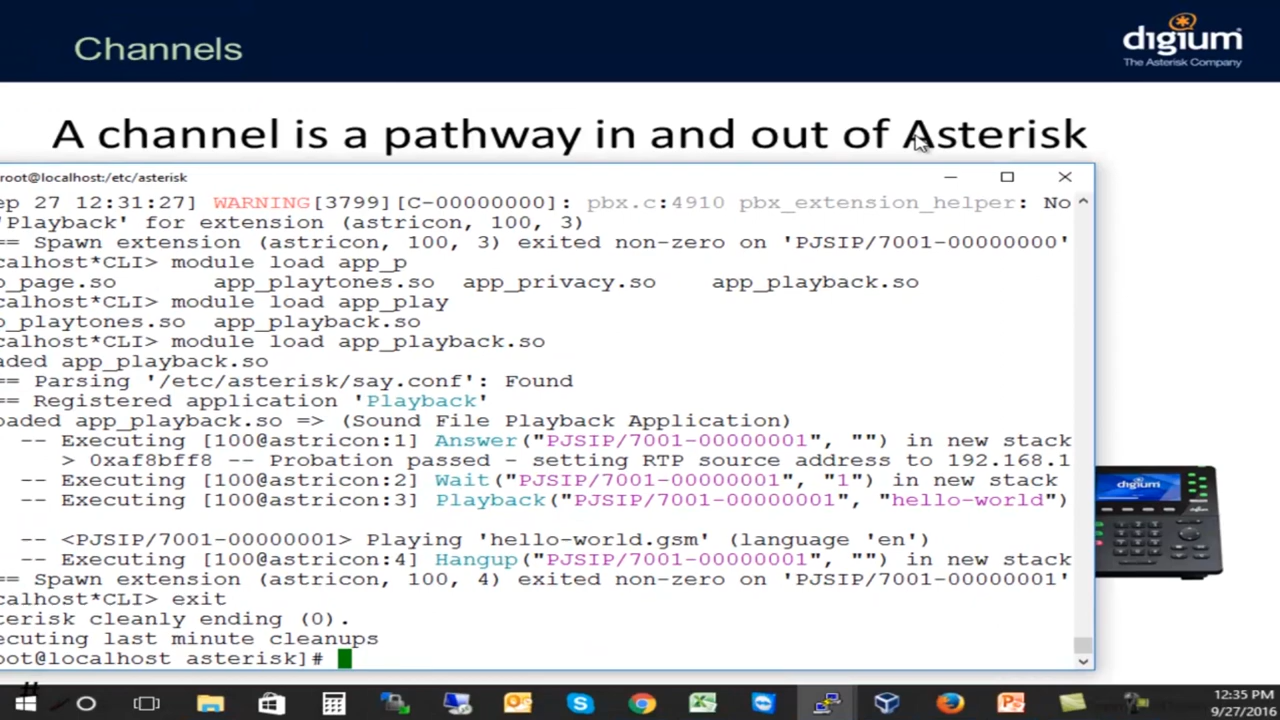 Channels
digium
The Asterisk Company
A channel is a pathway in and out of Asterisk
root@localhost:/etc/asterisk
ep 27 12:31:27] WARNING[3799][C-00000000]: pbx.c:4910 pbx_extension_helper: No
'Playback' for extension (astricon, 100, 3)
== Spawn extension (astricon, 100, 3) exited non-zero on 'PJSIP/7001-00000000'
calhost*CLI> module load app_p
p_page.so app_playtones.so app_privacy.so app_playback.so
calhost*CLI> module load app_play
p_playtones.so app_playback.so
calhost*CLI> module load app_playback.so
aded app_playback.so
== Parsing '/etc/asterisk/say.conf': Found
== Registered application 'Playback'
oaded app_playback.so => (Sound File Playback Application)
-- Executing [100@astricon:1] Answer("PJSIP/7001-00000001", "") in new stack
> 0xaf8bff8 -- Probation passed - setting RTP source address to 192.168.1
-- Executing [100@astricon:2] Wait("PJSIP/7001-00000001", "1") in new stack
-- Executing [100@astricon:3] Playback("PJSIP/7001-00000001", "hello-world")
-- <PJSIP/7001-00000001> Playing 'hello-world.gsm' (language 'en')
-- Executing [100@astricon:4] Hangup("PJSIP/7001-00000001", "") in new stack
== Spawn extension (astricon, 100, 4) exited non-zero on 'PJSIP/7001-00000001'
calhost*CLI> exit
terisk cleanly ending (0).
ecuting last minute cleanups
oot@localhost asterisk]#
digium
#
12:35 PM
9/27/2016